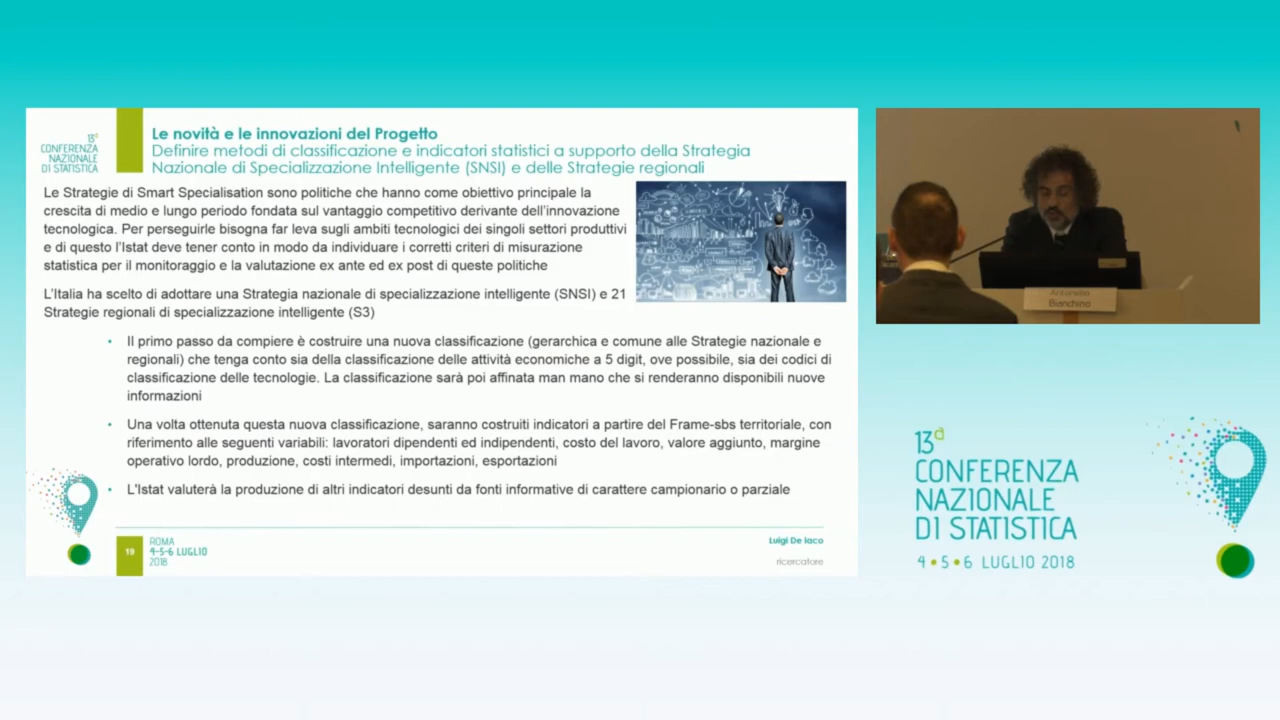 13ª
CONFERENZA
NAZIONALE
DI STATISTICA
Le novità e le innovazioni del Progetto
Definire metodi di classificazione e indicatori statistici a supporto della Strategia
Nazionale di Specializzazione Intelligente (SNSI) e delle Strategie regionali
Le Strategie di Smart Specialisation sono politiche che hanno come obiettivo principale la
crescita di medio e lungo periodo fondata sul vantaggio competitivo derivante dell'innovazione
tecnologica. Per perseguirle bisogna far leva sugli ambiti tecnologici dei singoli settori produttivi
e di questo l'Istat deve tener conto in modo da individuare i corretti criteri di misurazione
statistica per il monitoraggio e la valutazione ex ante ed ex post di queste politiche
L'Italia ha scelto di adottare una Strategia nazionale di specializzazione intelligente (SNSI) e 21
Strategie regionali di specializzazione intelligente (S3)
• Il primo passo da compiere è costruire una nuova classificazione (gerarchica e comune alle Strategie nazionale e
regionali) che tenga conto sia della classificazione delle attività economiche a 5 digit, ove possibile, sia dei codici di
classificazione delle tecnologie. La classificazione sarà poi affinata man mano che si renderanno disponibili nuove
informazioni
• Una volta ottenuta questa nuova classificazione, saranno costruiti indicatori a partire del Frame-sbs territoriale, con
riferimento alle seguenti variabili: lavoratori dipendenti ed indipendenti, costo del lavoro, valore aggiunto, margine
operativo lordo, produzione, costi intermedi, importazioni, esportazioni
• L'Istat valuterà la produzione di altri indicatori desunti da fonti informative di carattere campionario o parziale
19
ROMA
4-5-6 LUGLIO
2018
Luigi De Iaco
ricercatore
Antonella
Bianchino
13ª
CONFERENZA
NAZIONALE
DI STATISTICA
4 • 5 • 6 LUGLIO 2018